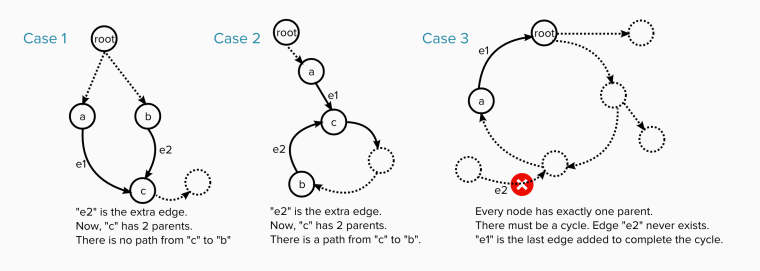 Case 1
root
a
b
e1
e2
c
"e2" is the extra edge.
Now, "c" has 2 parents.
There is no path from "c" to "b"
Case 2
root
a
e1
c
e2
b
"e2" is the extra edge.
Now, "c" has 2 parents.
There is a path from "c" to "b".
Case 3
root
e1
a
e2
Every node has exactly one parent.
There must be a cycle. Edge "e2" never exists.
"e1" is the last edge added to complete the cycle.